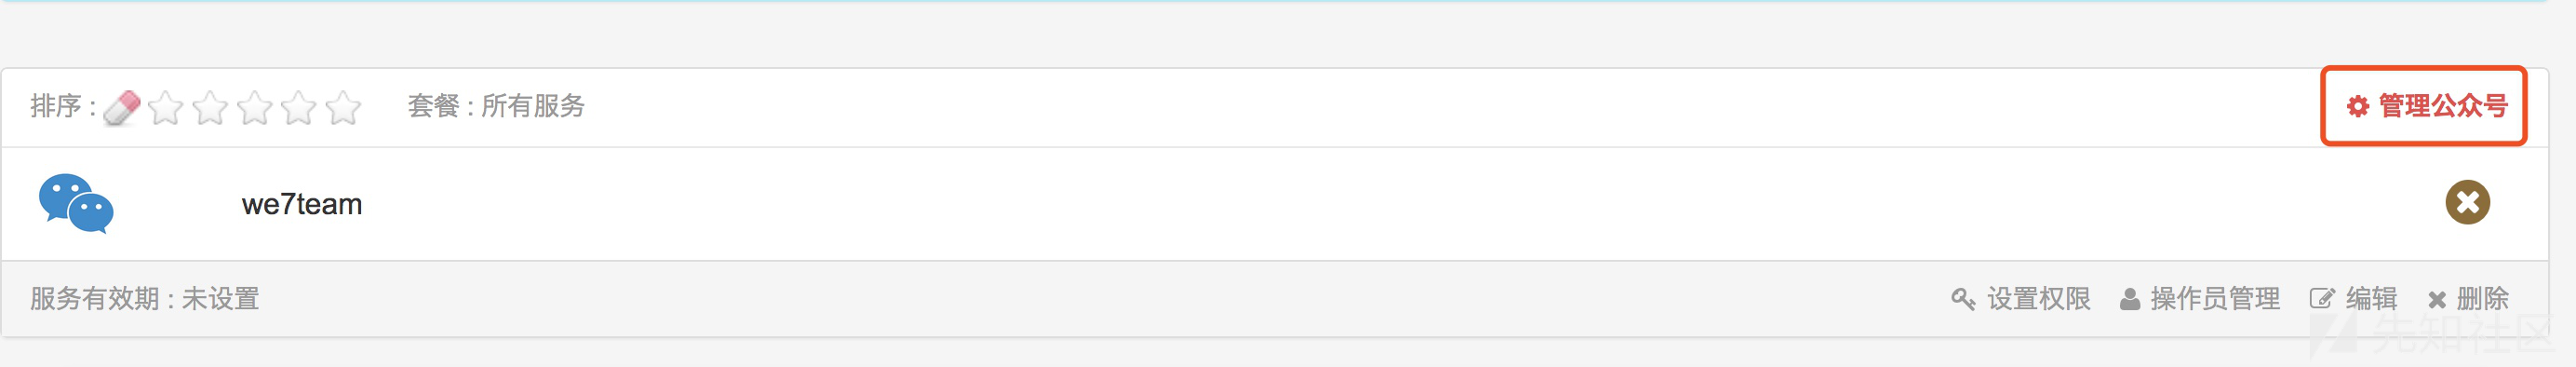 排序 : 套餐 : 所有服务 管理公众号
we7team
服务有效期 : 未设置 设置权限 操作员管理 编辑 删除
先知社区